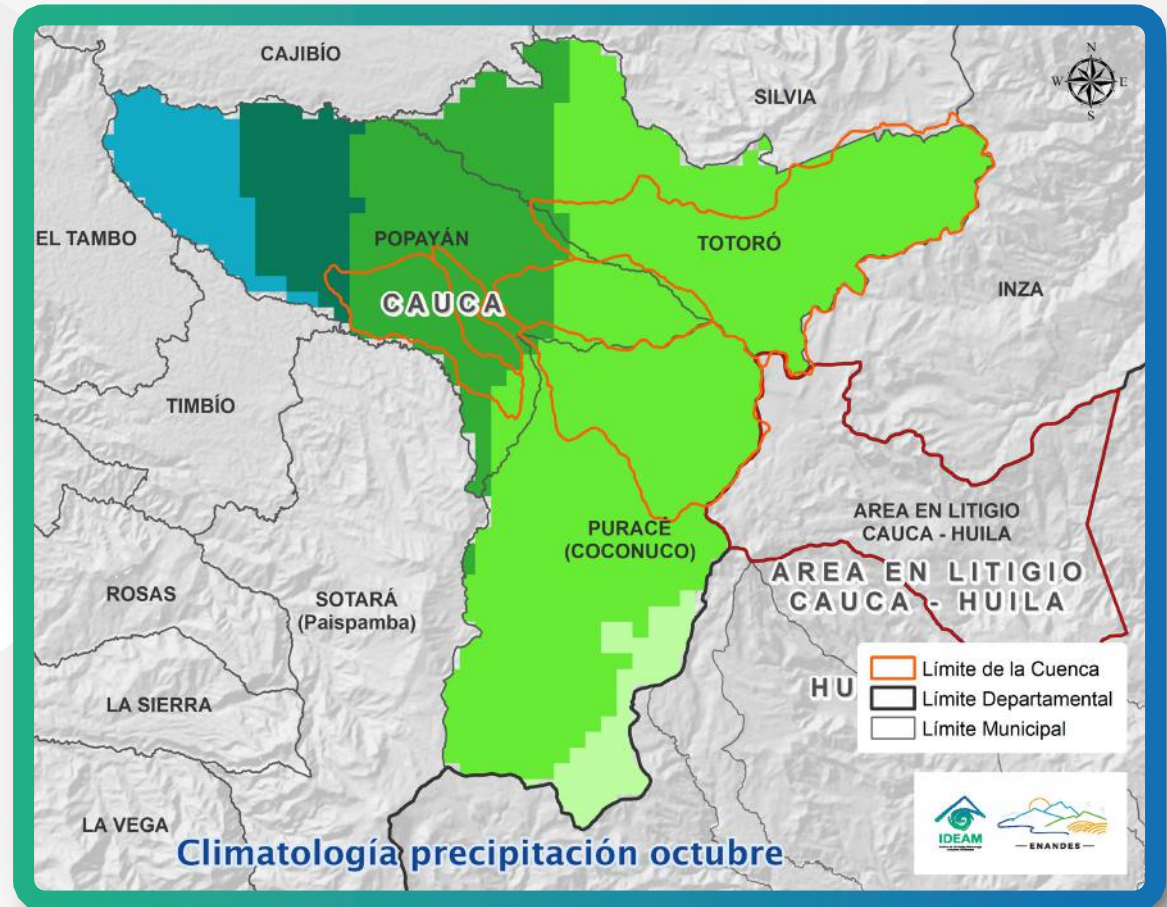 CAJIBÍO
SILVIA
N
W E
S
EL TAMBO
POPAYÁN
TOTORÓ
INZA
CAUCA
TIMBÍO
AREA EN LITIGIO
CAUCA - HUILA
PURACÉ
(COCONUCO)
AREA EN LITIGIO
CAUCA - HUILA
ROSAS
SOTARÁ
(Paispamba)
LA SIERRA
HU
Límite de la Cuenca
Límite Departamental
Límite Municipal
LA VEGA
Climatología precipitación octubre
IDEAM
ENANDES